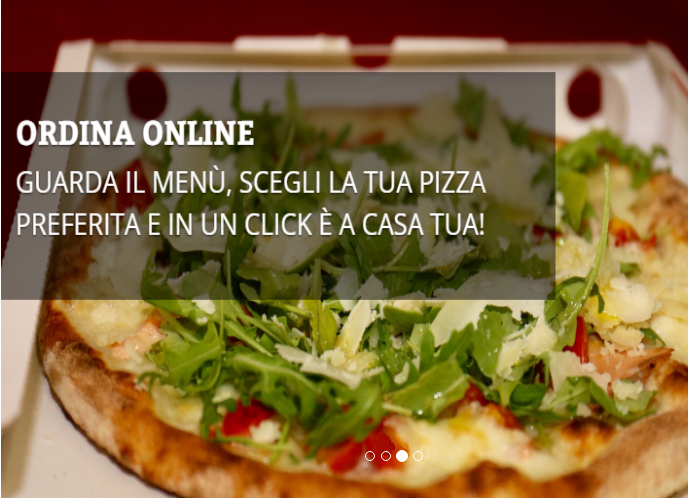 ORDINA ONLINE
GUARDA IL MENÙ, SCEGLI LA TUA PIZZA
PREFERITA E IN UN CLICK È A CASA TUA!